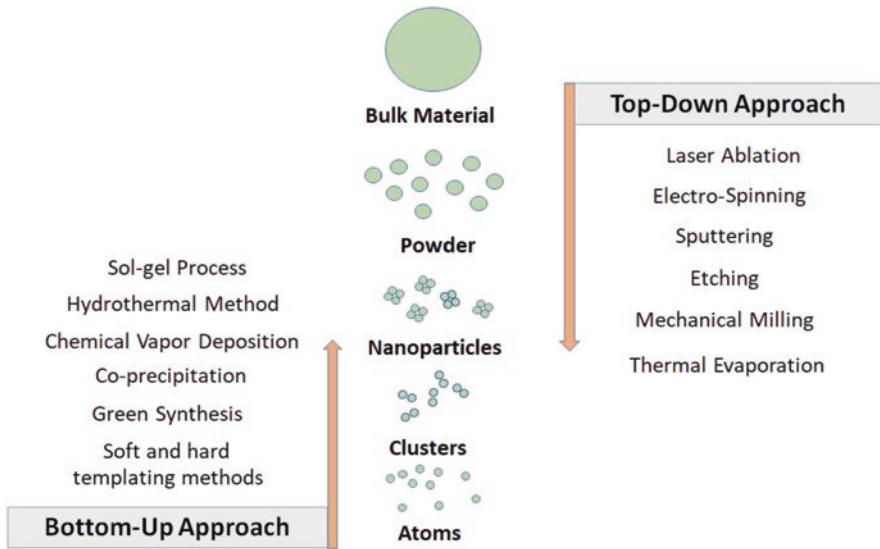 Bulk Material
Powder
Nanoparticles
Clusters
Atoms
Top-Down Approach
Laser Ablation
Electro-Spinning
Sputtering
Etching
Mechanical Milling
Thermal Evaporation
Sol-gel Process
Hydrothermal Method
Chemical Vapor Deposition
Co-precipitation
Green Synthesis
Soft and hard
templating methods
Bottom-Up Approach